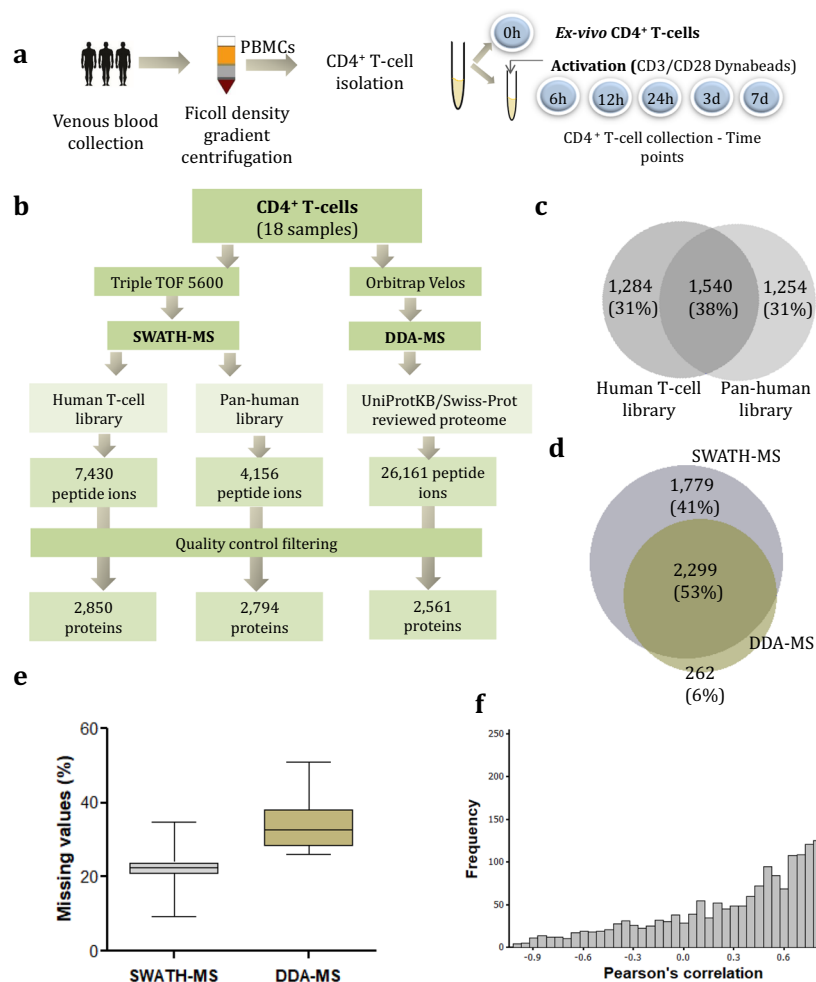 a
PBMCs
Venous blood
collection
Ficoll density
gradient
centrifugation
CD4⁺ T-cell
isolation
0h
Ex-vivo CD4⁺ T-cells
Activation (CD3/CD28 Dynabeads)
6h
12h
24h
3d
7d
CD4⁺ T-cell collection - Time
points
b
CD4⁺ T-cells
(18 samples)
Triple TOF 5600
Orbitrap Velos
SWATH-MS
DDA-MS
Human T-cell
library
Pan-human
library
UniProtKB/Swiss-Prot
reviewed proteome
7,430
peptide ions
4,156
peptide ions
26,161 peptide
ions
Quality control filtering
2,850
proteins
2,794
proteins
2,561
proteins
c
1,284
(31%)
1,540
(38%)
1,254
(31%)
Human T-cell
library
Pan-human
library
d
SWATH-MS
1,779
(41%)
2,299
(53%)
DDA-MS
262
(6%)
e
Missing values (%)
60
40
20
0
SWATH-MS
DDA-MS
f
Frequency
250
200
150
100
50
0
-0.9
-0.6
-0.3
0.0
0.3
0.6
Pearson's correlation